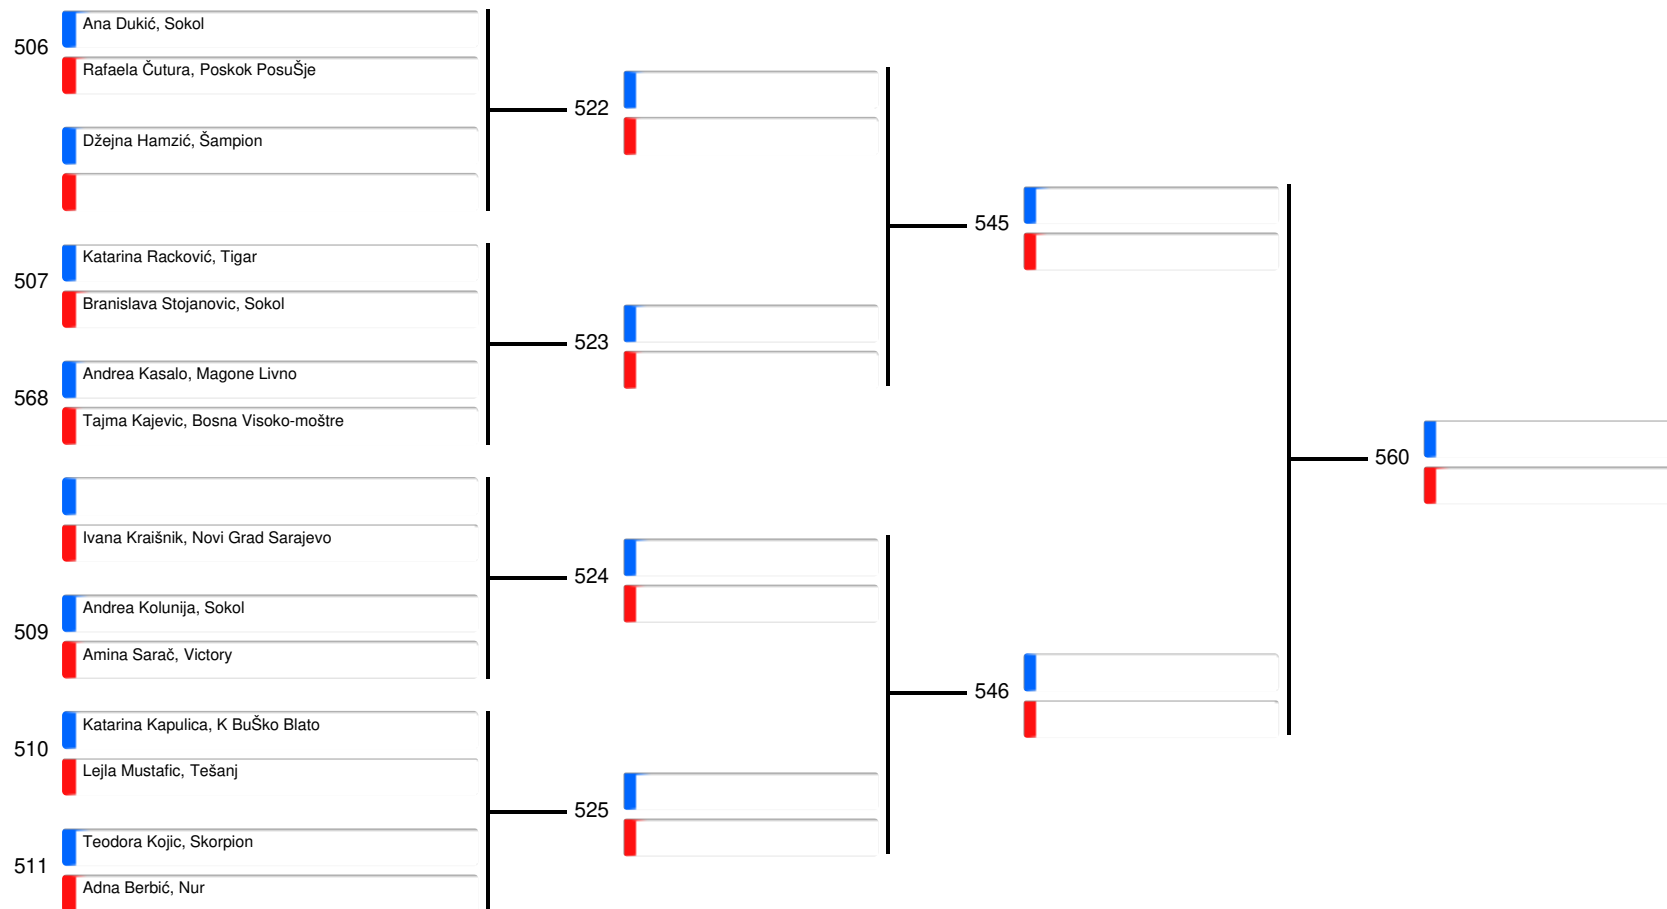 506
Ana Dukić, Sokol
Rafaela Čutura, Poskok PosuŠje
Džejna Hamzić, Šampion
507
Katarina Racković, Tigar
Branislava Stojanovic, Sokol
568
Andrea Kasalo, Magone Livno
Tajma Kajevic, Bosna Visoko-moštre
Ivana Kraišnik, Novi Grad Sarajevo
509
Andrea Kolunija, Sokol
Amina Sarač, Victory
510
Katarina Kapulica, K BuŠko Blato
Lejla Mustafic, Tešanj
511
Teodora Kojic, Skorpion
Adna Berbić, Nur
522
523
524
525
545
546
560